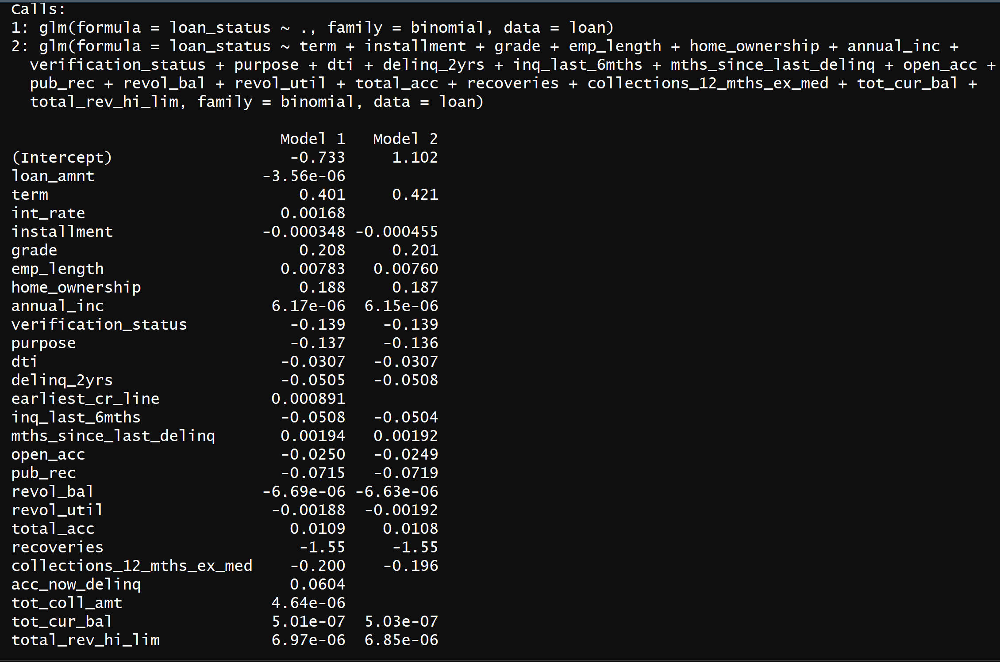 Calls:
1: glm(formula = loan_status ~ ., family = binomial, data = loan)
2: glm(formula = loan_status ~ term + installment + grade + emp_length + home_ownership + annual_inc +
verification_status + purpose + dti + delinq_2yrs + inq_last_6mths + mths_since_last_delinq + open_acc +
pub_rec + revol_bal + revol_util + total_acc + recoveries + collections_12_mths_ex_med + tot_cur_bal +
total_rev_hi_lim, family = binomial, data = loan)
Model 1 Model 2
(Intercept) -0.733 1.102
loan_amnt -3.56e-06
term 0.401 0.421
int_rate 0.00168
installment -0.000348 -0.000455
grade 0.208 0.201
emp_length 0.00783 0.00760
home_ownership 0.188 0.187
annual_inc 6.17e-06 6.15e-06
verification_status -0.139 -0.139
purpose -0.137 -0.136
dti -0.0307 -0.0307
delinq_2yrs -0.0505 -0.0508
earliest_cr_line 0.000891
inq_last_6mths -0.0508 -0.0504
mths_since_last_delinq 0.00194 0.00192
open_acc -0.0250 -0.0249
pub_rec -0.0715 -0.0719
revol_bal -6.69e-06 -6.63e-06
revol_util -0.00188 -0.00192
total_acc 0.0109 0.0108
recoveries -1.55 -1.55
collections_12_mths_ex_med -0.200 -0.196
acc_now_delinq 0.0604
tot_coll_amt 4.64e-06
tot_cur_bal 5.01e-07 5.03e-07
total_rev_hi_lim 6.97e-06 6.85e-06